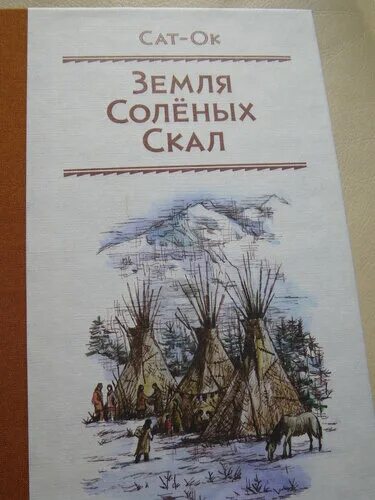 Сат-Ок
Земля
Солёных
Скал